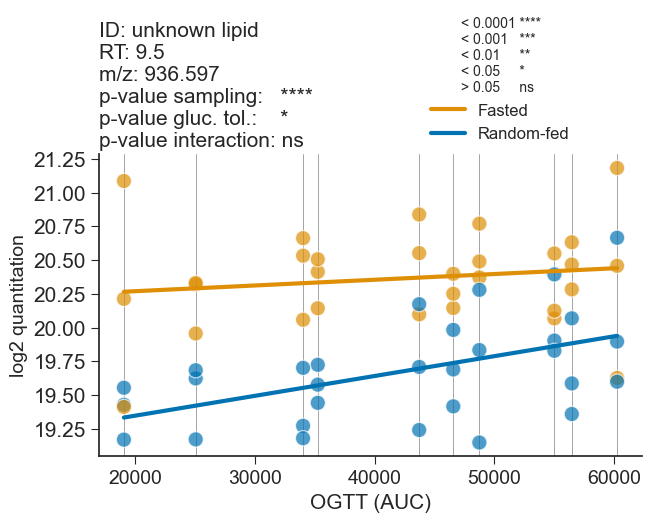 ID: unknown lipid
RT: 9.5
m/z: 936.597
p-value sampling: ****
p-value gluc. tol.: *
p-value interaction: ns
< 0.0001 ****
< 0.001 ***
< 0.01 **
< 0.05 *
> 0.05 ns
Fasted
Random-fed
21.25
21.00
20.75
20.50
20.25
20.00
19.75
19.50
19.25
log2 quantitation
20000 30000 40000 50000 60000
OGTT (AUC)